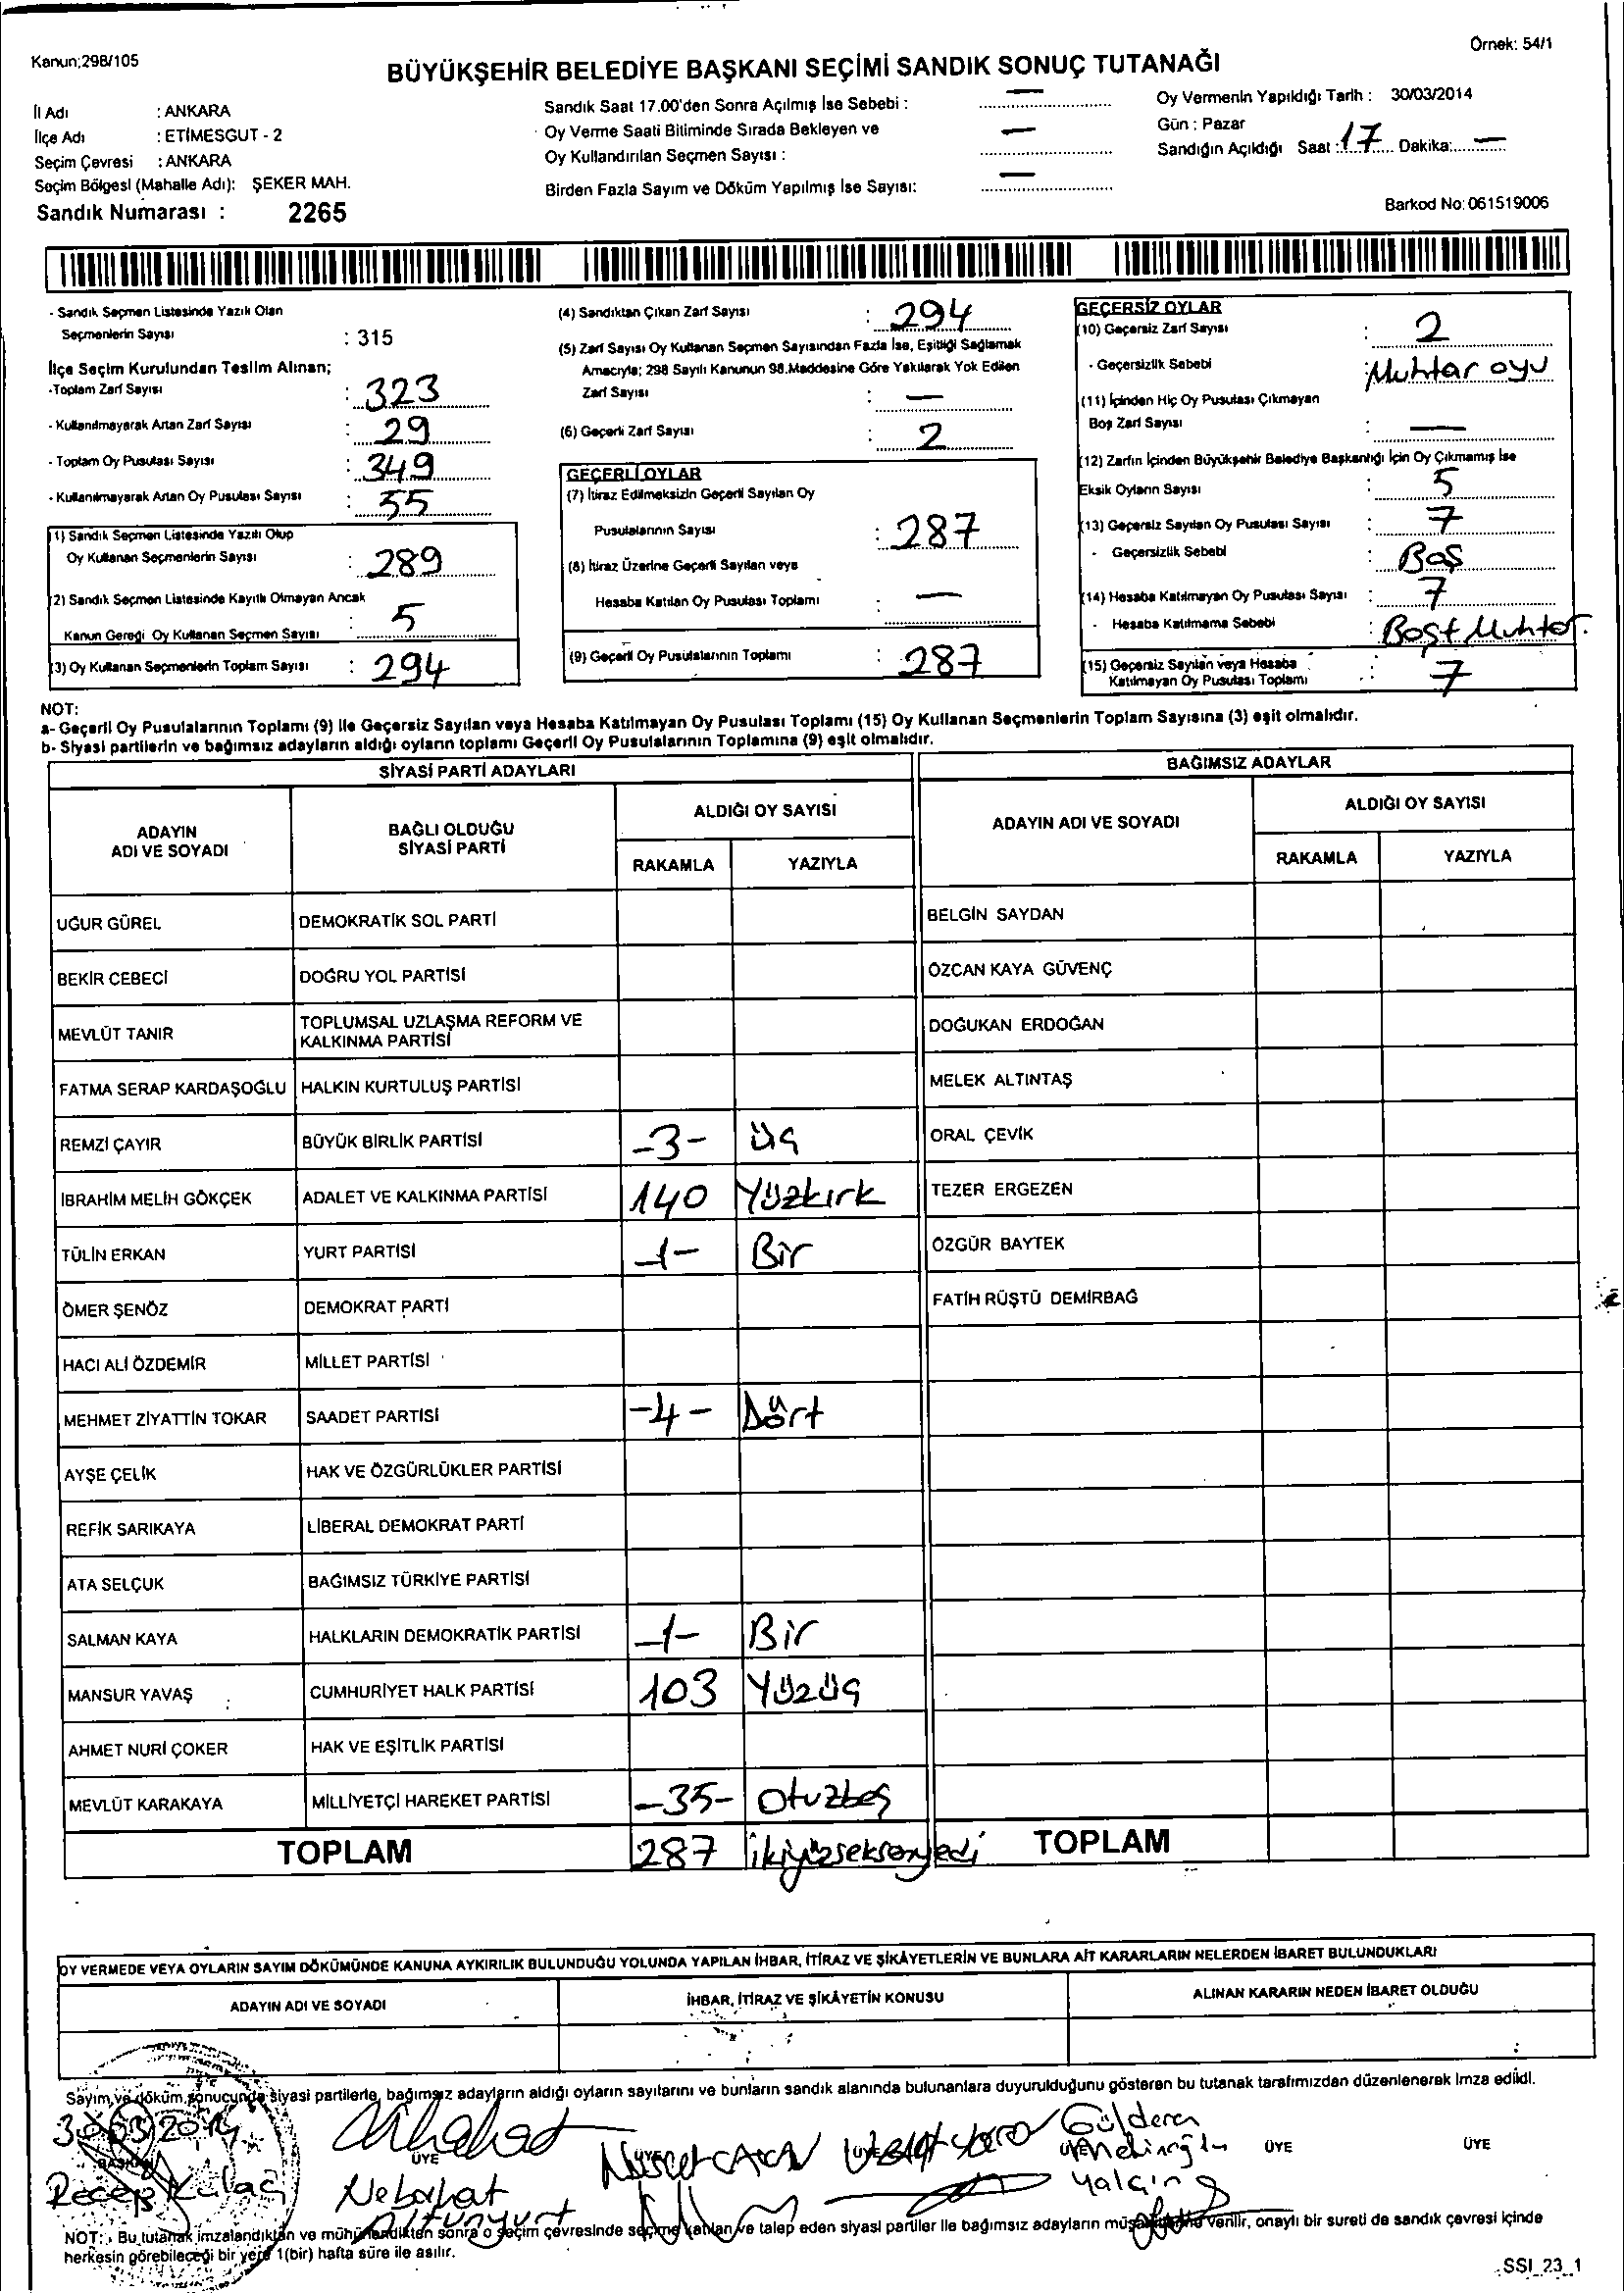 Kanun;298/105
Örnek: 54/1
BÜYÜKŞEHİR BELEDİYE BAŞKANI SEÇİMİ SANDIK SONUÇ TUTANAĞI
İl Adı : ANKARA
İlçe Adı : ETİMESGUT - 2
Seçim Çevresi : ANKARA
Seçim Bölgesi (Mahalle Adı): ŞEKER MAH.
Sandık Numarası : 2265
Sandık Saat 17.00'den Sonra Açılmış İse Sebebi : —
Oy Verme Saati Bitiminde Sırada Bekleyen ve
Oy Kullandırılan Seçmen Sayısı : —
Birden Fazla Sayım ve Döküm Yapılmış İse Sayısı: —
Oy Vermenin Yapıldığı Tarih : 30/03/2014
Gün : Pazar
Sandığın Açıldığı Saat : 17 Dakika: —
Barkod No: 061519006
- Sandık Seçmen Listesinde Yazılı Olan
Seçmenlerin Sayısı : 315
İlçe Seçim Kurulundan Teslim Alınan;
-Toplam Zarf Sayısı : 323
- Kullanılmayarak Artan Zarf Sayısı : 29
- Toplam Oy Pusulası Sayısı : 349
- Kullanılmayarak Artan Oy Pusulası Sayısı : 55
(1) Sandık Seçmen Listesinde Yazılı Olup
Oy Kullanan Seçmenlerin Sayısı : 289
(2) Sandık Seçmen Listesinde Kayıtlı Olmayan Ancak
Kanun Gereği Oy Kullanan Seçmen Sayısı : 5
(3) Oy Kullanan Seçmenlerin Toplam Sayısı : 294
(4) Sandıktan Çıkan Zarf Sayısı : 294
(5) Zarf Sayısı Oy Kullanan Seçmen Sayısından Fazla İse, Eşitliği Sağlamak
Amacıyla; 298 Sayılı Kanunun 98.Maddesine Göre Yakılarak Yok Edilen
Zarf Sayısı : —
(6) Geçerli Zarf Sayısı : 2
GEÇERLİ OYLAR
(7) İtiraz Edilmeksizin Geçerli Sayılan Oy
Pusulalarının Sayısı : 287
(8) İtiraz Üzerine Geçerli Sayılan veya
Hesaba Katılan Oy Pusulası Toplamı : —
(9) Geçerli Oy Pusulalarının Toplamı : 287
GEÇERSİZ OYLAR
(10) Geçersiz Zarf Sayısı : 2
- Geçersizlik Sebebi : Muhtar oyu
(11) İçinden Hiç Oy Pusulası Çıkmayan
Boş Zarf Sayısı : —
(12) Zarfın İçinden Büyükşehir Belediye Başkanlığı İçin Oy Çıkmamış İse
Eksik Oyların Sayısı : 5
(13) Geçersiz Sayılan Oy Pusulası Sayısı : 7
- Geçersizlik Sebebi : Boş
(14) Hesaba Katılmayan Oy Pusulası Sayısı : 7
- Hesaba Katılmama Sebebi : Boş+Muhtar.
(15) Geçersiz Sayılan veya Hesaba
Katılmayan Oy Pusulası Toplamı : 7
NOT:
a- Geçerli Oy Pusulalarının Toplamı (9) ile Geçersiz Sayılan veya Hesaba Katılmayan Oy Pusulası Toplamı (15) Oy Kullanan Seçmenlerin Toplam Sayısına (3) eşit olmalıdır.
b- Siyasi partilerin ve bağımsız adayların aldığı oyların toplamı Geçerli Oy Pusulalarının Toplamına (9) eşit olmalıdır.
SİYASİ PARTİ ADAYLARI BAĞIMSIZ ADAYLAR
ADAYIN ADI VE SOYADI BAĞLI OLDUĞU SİYASİ PARTİ ALDIĞI OY SAYISI ADAYIN ADI VE SOYADI ALDIĞI OY SAYISI
RAKAMLA YAZIYLA RAKAMLA YAZIYLA
UĞUR GÜREL DEMOKRATİK SOL PARTİ BELGİN SAYDAN
BEKİR CEBECİ DOĞRU YOL PARTİSİ ÖZCAN KAYA GÜVENÇ
MEVLÜT TANIR TOPLUMSAL UZLAŞMA REFORM VE KALKINMA PARTİSİ DOĞUKAN ERDOĞAN
FATMA SERAP KARDAŞOĞLU HALKIN KURTULUŞ PARTİSİ MELEK ALTINTAŞ
REMZİ ÇAYIR BÜYÜK BİRLİK PARTİSİ -3- üç ORAL ÇEVİK
İBRAHİM MELİH GÖKÇEK ADALET VE KALKINMA PARTİSİ 140 Yüzkırk TEZER ERGEZEN
TÜLİN ERKAN YURT PARTİSİ -1- Bir ÖZGÜR BAYTEK
ÖMER ŞENÖZ DEMOKRAT PARTİ FATİH RÜŞTÜ DEMİRBAĞ
HACI ALİ ÖZDEMİR MİLLET PARTİSİ
MEHMET ZİYATTİN TOKAR SAADET PARTİSİ -4- Dört
AYŞE ÇELİK HAK VE ÖZGÜRLÜKLER PARTİSİ
REFİK SARIKAYA LİBERAL DEMOKRAT PARTİ
ATA SELÇUK BAĞIMSIZ TÜRKİYE PARTİSİ
SALMAN KAYA HALKLARIN DEMOKRATİK PARTİSİ -1- Bir
MANSUR YAVAŞ CUMHURİYET HALK PARTİSİ 103 Yüzüç
AHMET NURİ ÇOKER HAK VE EŞİTLİK PARTİSİ
MEVLÜT KARAKAYA MİLLİYETÇİ HAREKET PARTİSİ -35- Otuzbeş
TOPLAM 287 ikiyüzseksenyedi TOPLAM
OY VERMEDE VEYA OYLARIN SAYIM DÖKÜMÜNDE KANUNA AYKIRILIK BULUNDUĞU YOLUNDA YAPILAN İHBAR, İTİRAZ VE ŞİKÂYETLERİN VE BUNLARA AİT KARARLARIN NELERDEN İBARET BULUNDUKLARI
ADAYIN ADI VE SOYADI İHBAR, İTİRAZ VE ŞİKÂYETİN KONUSU ALINAN KARARIN NEDEN İBARET OLDUĞU
Sayım ve döküm sonucunda siyasi partilerle, bağımsız adayların aldığı oyların sayılarını ve bunların sandık alanında bulunanlara duyurulduğunu gösteren bu tutanak tarafımızdan düzenlenerek imza edildi.
30/03/2014
BAŞKAN ÜYE ÜYE ÜYE ÜYE ÜYE ÜYE
Recep
Nebahat Altunyurt
Gülderen
Yalçın
NOT: Bu tutanak imzalandıktan ve mühürlendikten sonra o seçim çevresinde seçime katılan ve talep eden siyasi partiler ile bağımsız adayların müşahitlerine verilir, onaylı bir sureti de sandık çevresi içinde
herkesin görebileceği bir yere 1(bir) hafta süre ile asılır.
SSI_23_1